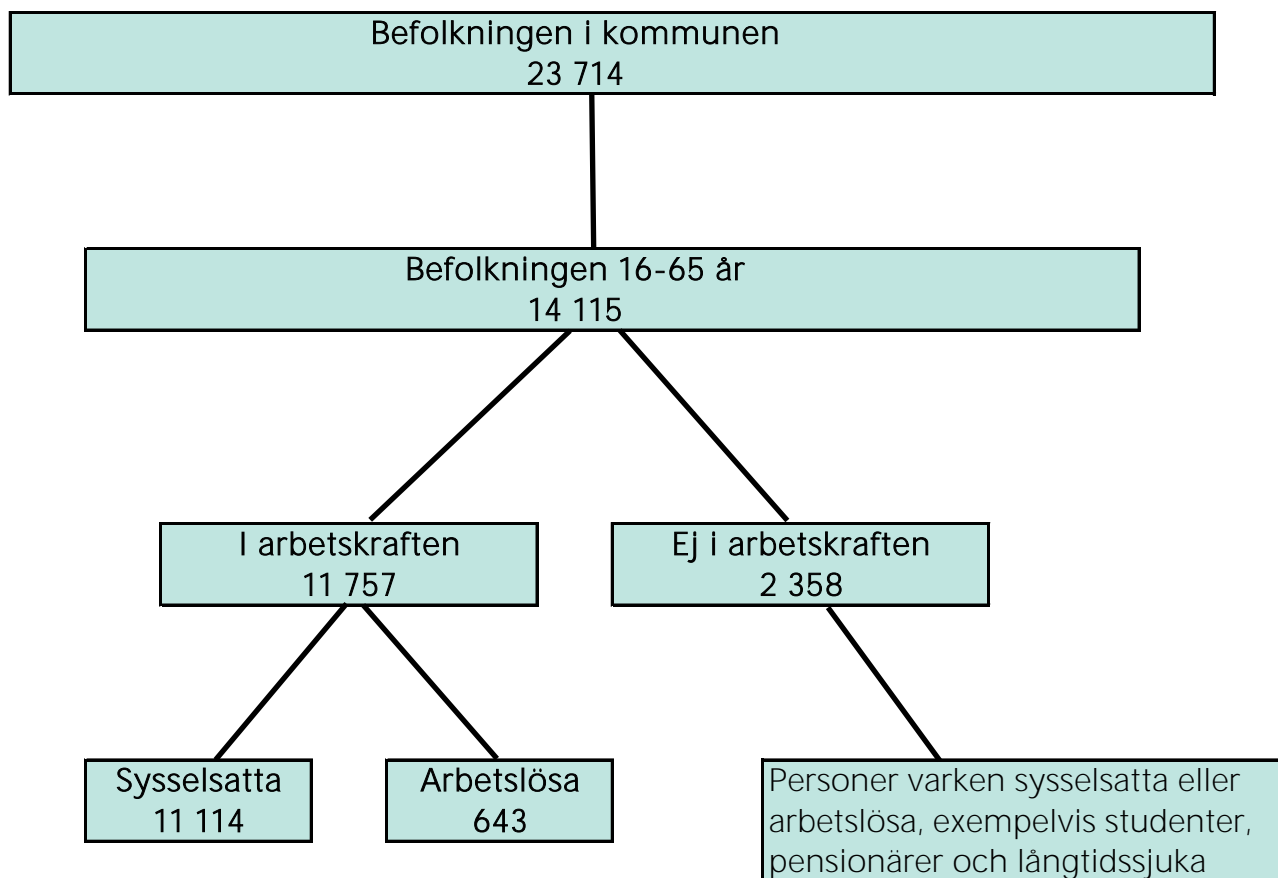 Befolkningen i kommunen
23 714
Befolkningen 16-65 år
14 115
I arbetskraften
11 757
Ej i arbetskraften
2 358
Sysselsatta
11 114
Arbetslösa
643
Personer varken sysselsatta eller
arbetslösa, exempelvis studenter,
pensionärer och långtidssjuka